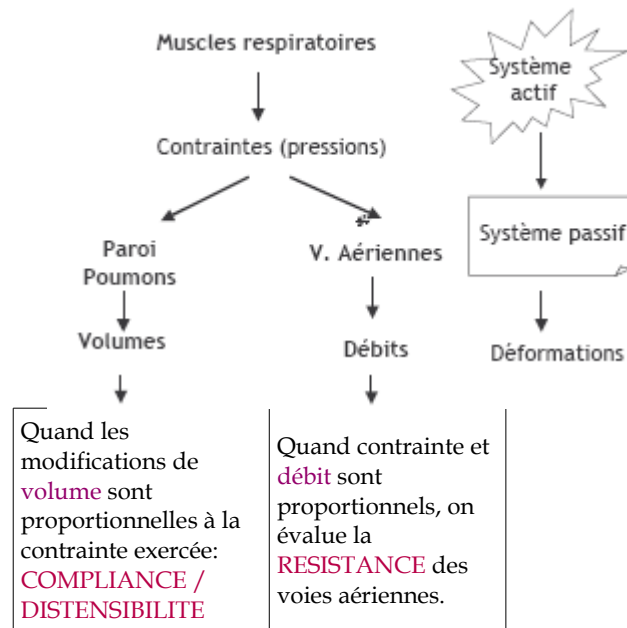 Muscles respiratoires
Système
actif
Contraintes (pressions)
Système passif
Paroi
Poumons
V. Aériennes
Volumes
Débits
Déformations
Quand les
modifications de
volume sont
proportionnelles à la
contrainte exercée:
COMPLIANCE /
DISTENSIBILITE
Quand contrainte et
débit sont
proportionnels, on
évalue la
RESISTANCE des
voies aériennes.